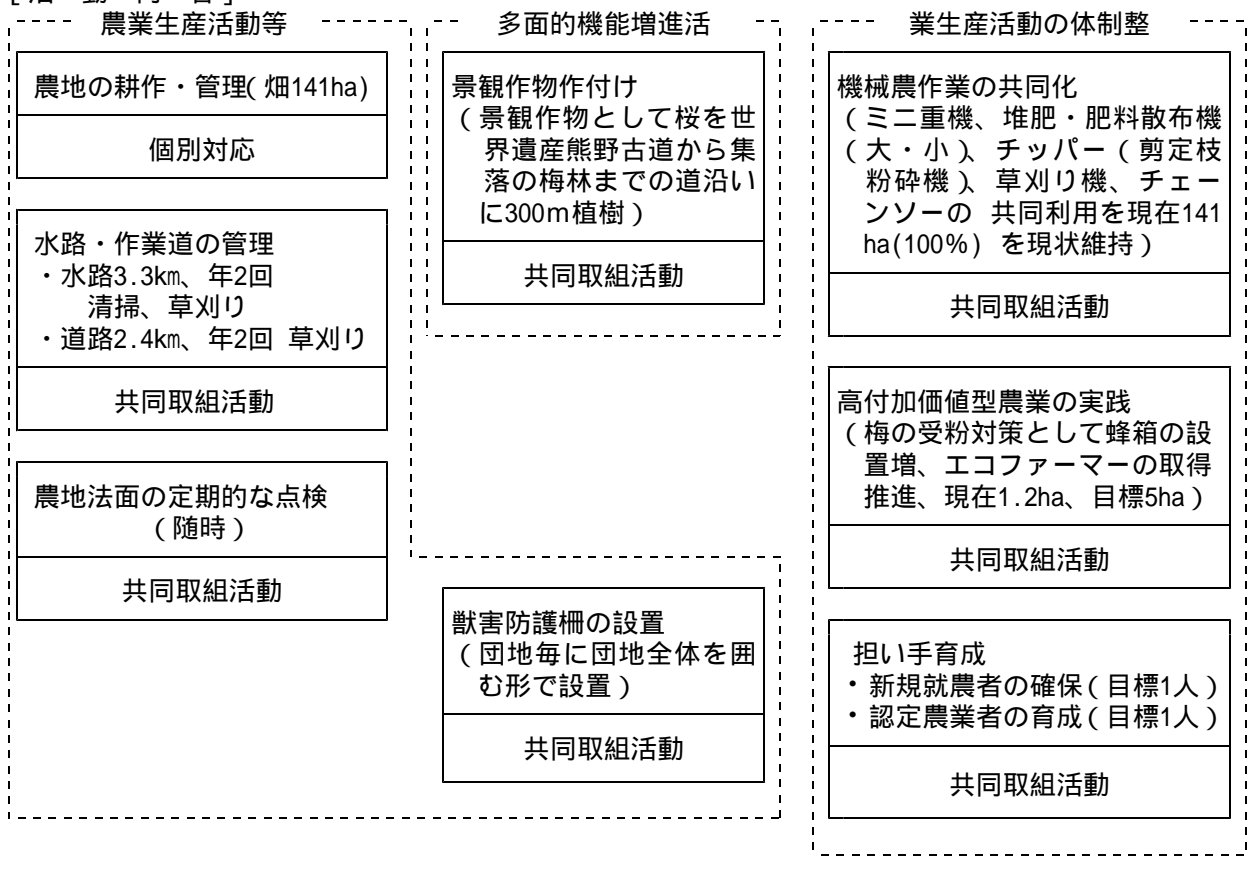 [活 動 内 容]
農業生産活動等
農地の耕作・管理(畑141ha)
個別対応
水路・作業道の管理
・水路3.3km、年2回
清掃、草刈り
・道路2.4km、年2回 草刈り
共同取組活動
農地法面の定期的な点検
(随時)
共同取組活動
多面的機能増進活
景観作物作付け
(景観作物として桜を世
界遺産熊野古道から集
落の梅林までの道沿い
に300m植樹)
共同取組活動
獣害防護柵の設置
(団地毎に団地全体を囲
む形で設置)
共同取組活動
業生産活動の体制整
機械農作業の共同化
(ミニ重機、堆肥・肥料散布機
(大・小)、チッパー(剪定枝
粉砕機)、草刈り機、チェー
ンソーの 共同利用を現在141
ha(100%) を現状維持)
共同取組活動
高付加価値型農業の実践
(梅の受粉対策として蜂箱の設
置増、エコファーマーの取得
推進、現在1.2ha、目標5ha)
共同取組活動
担い手育成
・新規就農者の確保(目標1人)
・認定農業者の育成(目標1人)
共同取組活動